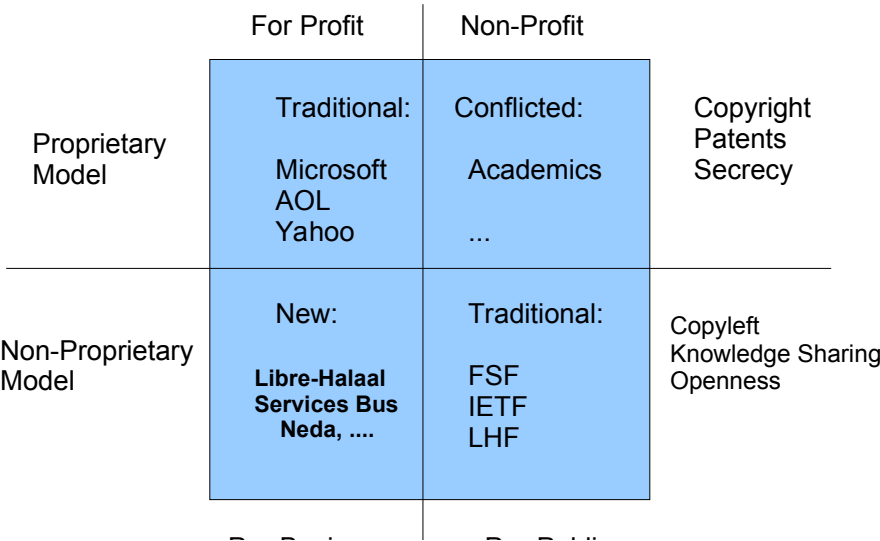 For Profit
Non-Profit
Proprietary
Model
Traditional:
Microsoft
AOL
Yahoo
Conflicted:
Academics
...
Copyright
Patents
Secrecy
Non-Proprietary
Model
New:
Libre-Halaal
Services Bus
Neda, ....
Traditional:
FSF
IETF
LHF
Copyleft
Knowledge Sharing
Openness